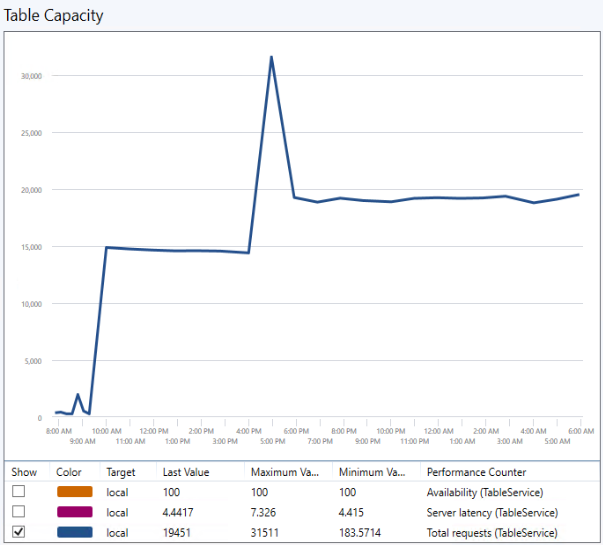 Table Capacity
30,000
25,000
20,000
15,000
10,000
5,000
0
8:00 AM 10:00 AM 12:00 PM 2:00 PM 4:00 PM 6:00 PM 8:00 PM 10:00 PM 12:00 AM 2:00 AM 4:00 AM 6:00 AM
9:00 AM 11:00 AM 1:00 PM 3:00 PM 5:00 PM 7:00 PM 9:00 PM 11:00 PM 1:00 AM 3:00 AM 5:00 AM
Show Color Target Last Value Maximum Va... Minimum Va... Performance Counter
local 100 100 100 Availability (TableService)
local 4.4417 7.326 4.415 Server latency (TableService)
local 19451 31511 183.5714 Total requests (TableService)